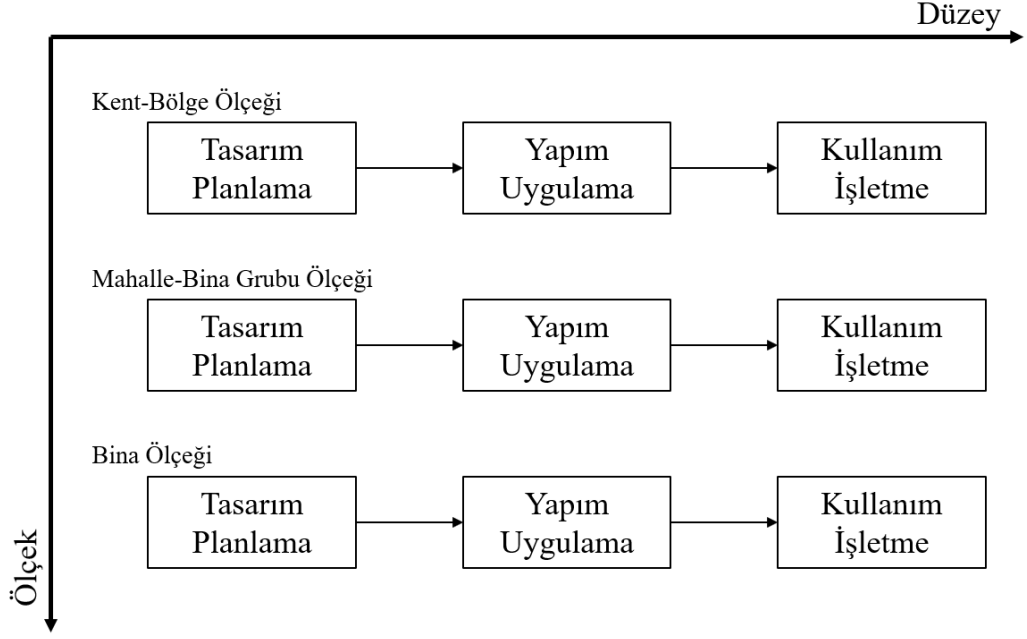 Düzey
Kent-Bölge Ölçeği
Tasarım
Planlama
Yapım
Uygulama
Kullanım
İşletme
Mahalle-Bina Grubu Ölçeği
Tasarım
Planlama
Yapım
Uygulama
Kullanım
İşletme
Bina Ölçeği
Tasarım
Planlama
Yapım
Uygulama
Kullanım
İşletme
Ölçek